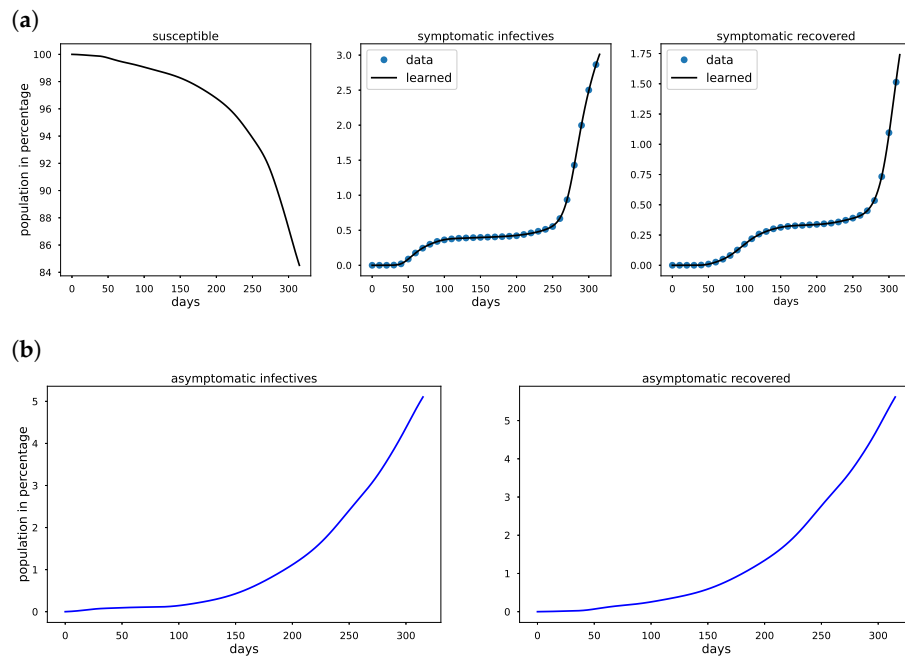 (a)
susceptible
100
98
96
94
92
90
88
86
84
population in percentage
0 50 100 150 200 250 300
days
symptomatic infectives
data
learned
3.0
2.5
2.0
1.5
1.0
0.5
0.0
0 50 100 150 200 250 300
days
symptomatic recovered
data
learned
1.75
1.50
1.25
1.00
0.75
0.50
0.25
0.00
0 50 100 150 200 250 300
days
(b)
asymptomatic infectives
5
4
3
2
1
0
population in percentage
0 50 100 150 200 250 300
days
asymptomatic recovered
5
4
3
2
1
0
0 50 100 150 200 250 300
days